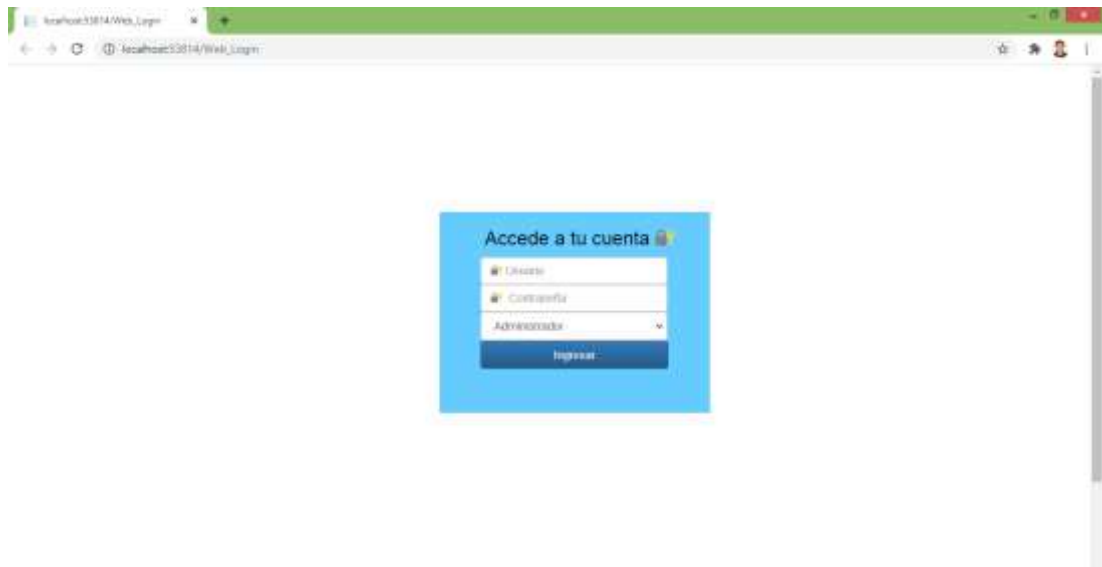 localhost:53814/Web_Login
localhost:53814/Web_Login
Accede a tu cuenta
Usuario
Contraseña
Administrador
Ingresar